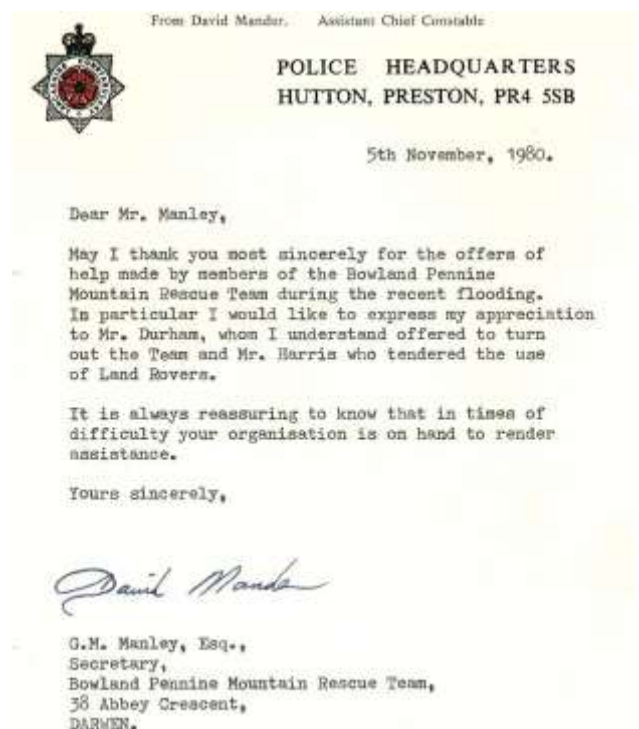 From David Mander. Assistant Chief Constable
POLICE HEADQUARTERS
HUTTON, PRESTON, PR4 5SB
5th November, 1980.
Dear Mr. Manley,
May I thank you most sincerely for the offers of
help made by members of the Bowland Pennine
Mountain Rescue Team during the recent flooding.
In particular I would like to express my appreciation
to Mr. Durham, whom I understand offered to turn
out the Team and Mr. Harris who tendered the use
of Land Rovers.
It is always reassuring to know that in times of
difficulty your organisation is on hand to render
assistance.
Yours sincerely,
David Mander
G.M. Manley, Esq.,
Secretary,
Bowland Pennine Mountain Rescue Team,
38 Abbey Crescent,
DARWEN.